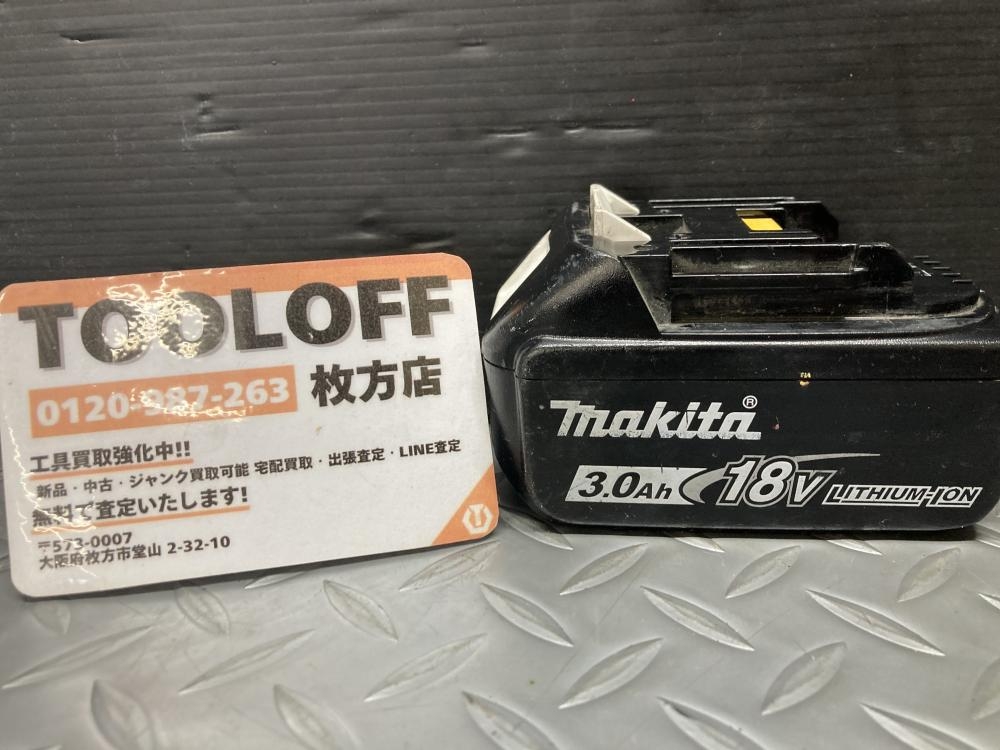 TOOLOFF
0120-987-263 枚方店
工具買取強化中!!
新品・中古・ジャンク買取可能 宅配買取・出張査定・LINE査定
無料で査定いたします!
〒573-0007
大阪府枚方市堂山 2-32-10
makita®
3.0Ah 18V LITHIUM-ION